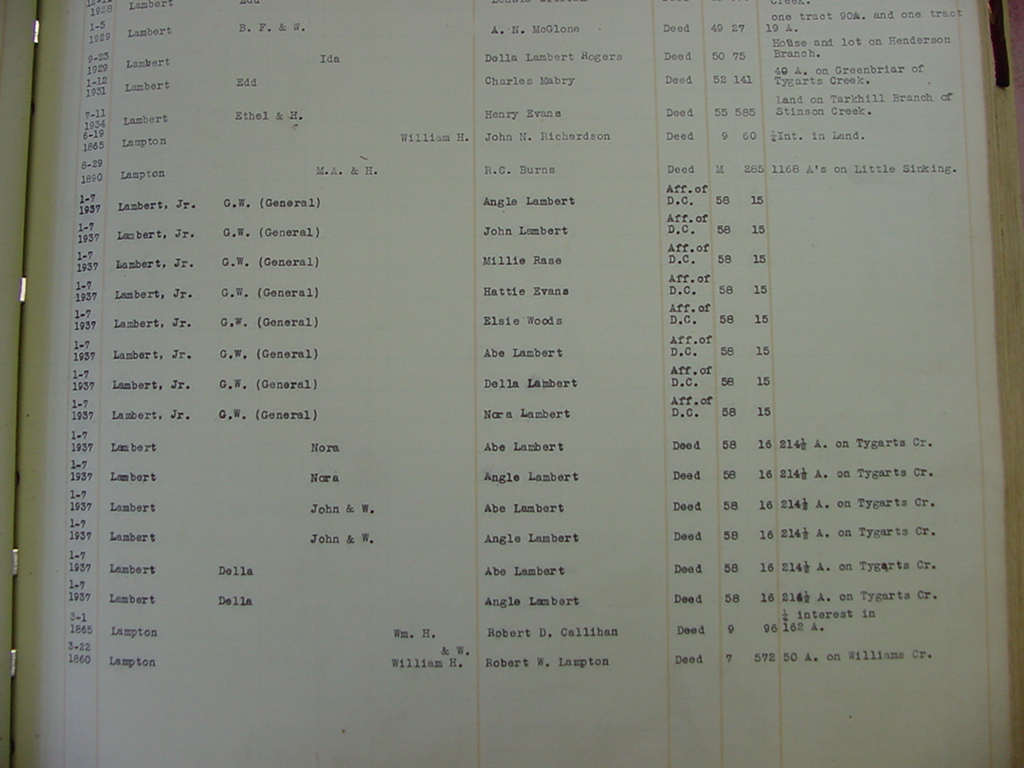 1928 Lambert Edd Deed Creek.
1-5 one tract 90A. and one tract
1929 Lambert B. F. & W. A. N. McGlone Deed 49 27 19 A.
9-23 House and lot on Henderson
1929 Lambert Ida Della Lambert Rogers Deed 50 75 Branch.
1-12 40 A. on Greenbriar of
1931 Lambert Edd Charles Mabry Deed 52 141 Tygarts Creek.
7-11 Land on Tarkhill Branch of
1934 Lambert Ethel & H. Henry Evans Deed 55 585 Stinson Creek.
6-19
1865 Lampton William H. John N. Richardson Deed 9 60 Int. in Land.
8-29
1890 Lampton M.A. & H. R.C. Burns Deed M 285 1168 A's on Little Sinking.
1-7 Aff.of
1937 Lambert, Jr. G.W. (General) Angle Lambert D.C. 58 15
1-7 Aff.of
1937 Lambert, Jr. G.W. (General) John Lambert D.C. 58 15
1-7 Aff.of
1937 Lambert, Jr. G.W. (General) Millie Rase D.C. 58 15
1-7 Aff.of
1937 Lambert, Jr. G.W. (General) Hattie Evans D.C. 58 15
1-7 Aff.of
1937 Lambert, Jr. G.W. (General) Elsie Woods D.C. 58 15
1-7 Aff.of
1937 Lambert, Jr. G.W. (General) Abe Lambert D.C. 58 15
1-7 Aff.of
1937 Lambert, Jr. G.W. (General) Della Lambert D.C. 58 15
1-7 Aff.of
1937 Lambert, Jr. G.W. (General) Nora Lambert D.C. 58 15
1-7
1937 Lambert Nora Abe Lambert Deed 58 16 214½ A. on Tygarts Cr.
1-7
1937 Lambert Nora Angle Lambert Deed 58 16 214½ A. on Tygarts Cr.
1-7
1937 Lambert John & W. Abe Lambert Deed 58 16 214½ A. on Tygarts Cr.
1-7
1937 Lambert John & W. Angle Lambert Deed 58 16 214½ A. on Tygarts Cr.
1-7
1937 Lambert Della Abe Lambert Deed 58 16 214½ A. on Tygarts Cr.
1-7
1937 Lambert Della Angle Lambert Deed 58 16 214½ A. on Tygarts Cr.
3-1 interest in
1865 Lampton Wm. H. Robert D. Callihan Deed 9 96 162 A.
3-22 & W.
1860 Lampton William H. Robert W. Lampton Deed 7 572 50 A. on Williams Cr.